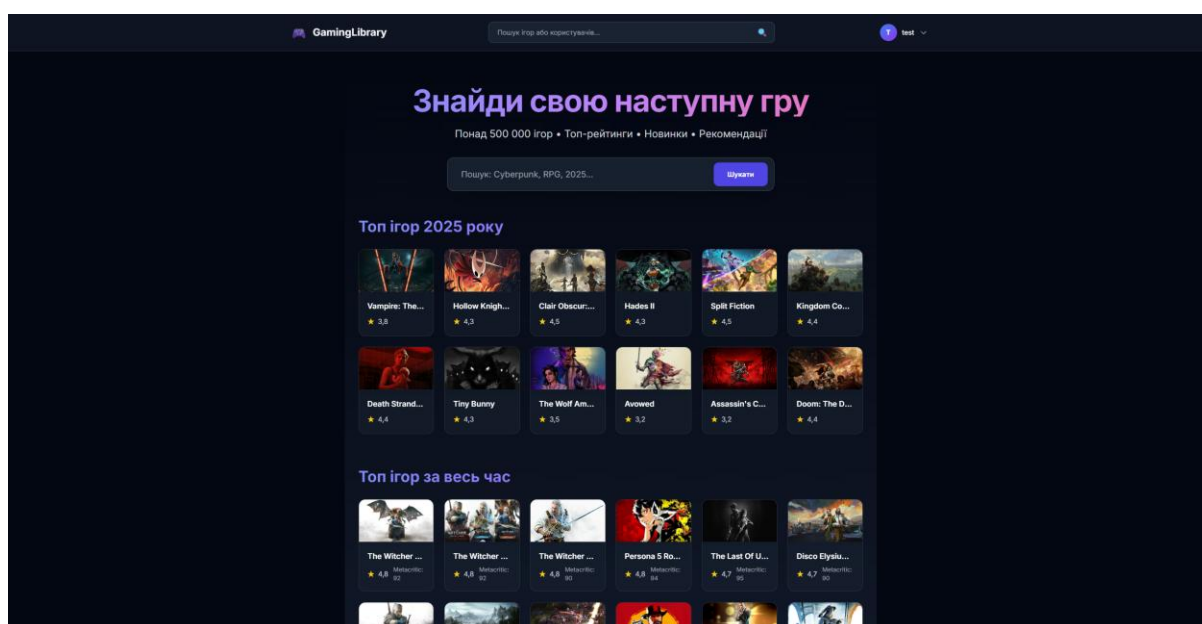 GamingLibrary
Пошук ігор або користувачів...
T test
Знайди свою наступну гру
Понад 500 000 ігор • Топ-рейтинги • Новинки • Рекомендації
Пошук: Cyberpunk, RPG, 2025...
Шукати
Топ ігор 2025 року
Vampire: The... Hollow Knigh... Clair Obscur:... Hades II Split Fiction Kingdom Co...
★ 3,8 ★ 4,3 ★ 4,5 ★ 4,3 ★ 4,5 ★ 4,4
Death Strand... Tiny Bunny The Wolf Am... Avowed Assassin's C... Doom: The D...
★ 4,4 ★ 4,3 ★ 3,5 ★ 3,2 ★ 3,2 ★ 4,4
Топ ігор за весь час
The Witcher ... The Witcher ... The Witcher ... Persona 5 Ro... The Last Of U... Disco Elysiu...
★ 4,8 Metacritic: 92 ★ 4,8 Metacritic: 92 ★ 4,8 Metacritic: 90 ★ 4,8 Metacritic: 94 ★ 4,7 Metacritic: 95 ★ 4,7 Metacritic: